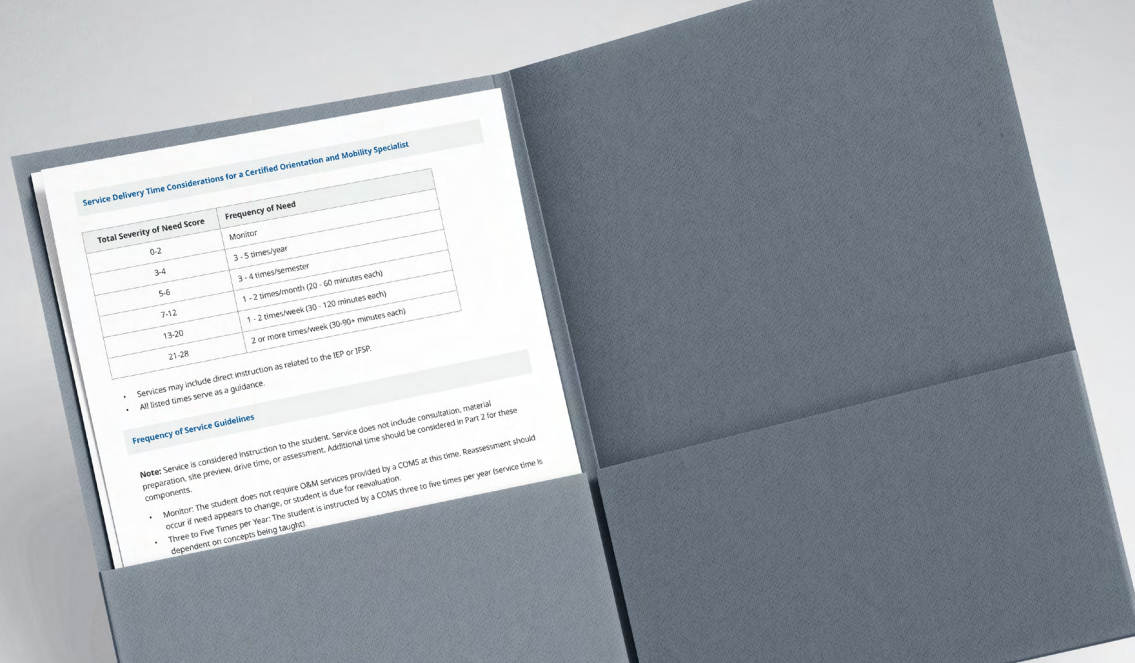 Service Delivery Time Considerations for a Certified Orientation and Mobility Specialist
Total Severity of Need Score Frequency of Need
0-2 Monitor
3-4 3 - 5 times/year
5-6 3 - 4 times/semester
7-12 1 - 2 times/month (20 - 60 minutes each)
13-20 1 - 2 times/week (30 - 120 minutes each)
21-28 2 or more times/week (30-90+ minutes each)
• Services may include direct instruction as related to the IEP or IFSP.
• All listed times serve as a guidance.
Frequency of Service Guidelines
Note: Service is considered instruction to the student. Service does not include consultation, material
preparation, site preview, drive time, or assessment. Additional time should be considered in Part 2 for these
components.
• Monitor: The student does not require O&M services provided by a COMS at this time. Reassessment should
occur if need appears to change, or student is due for reevaluation.
• Three to Five Times per Year: The student is instructed by a COMS three to five times per year (service time is
dependent on concepts being taught)